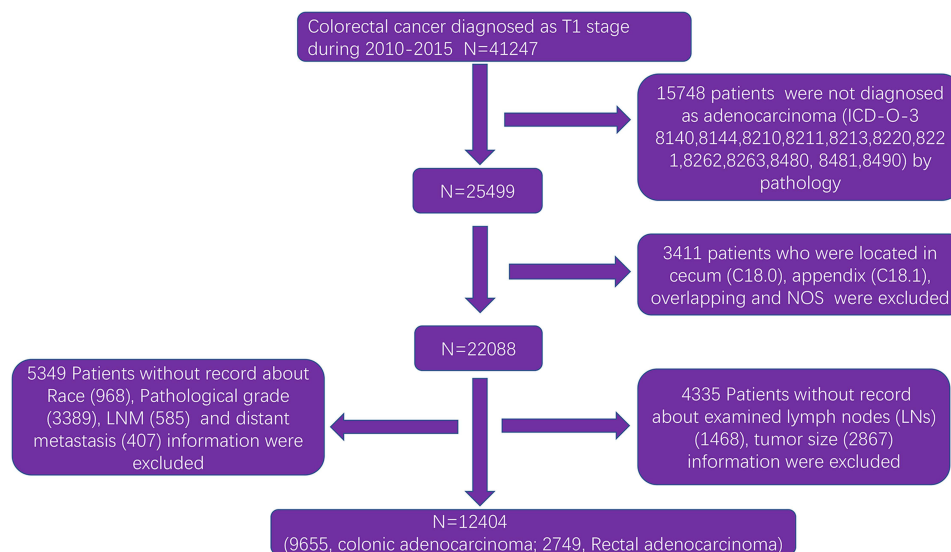 Colorectal cancer diagnosed as T1 stage
during 2010-2015 N=41247
15748 patients were not diagnosed
as adenocarcinoma (ICD-O-3
8140,8144,8210,8211,8213,8220,822
1,8262,8263,8480, 8481,8490) by
pathology
N=25499
3411 patients who were located in
cecum (C18.0), appendix (C18.1),
overlapping and NOS were excluded
N=22088
5349 Patients without record about
Race (968), Pathological grade
(3389), LNM (585) and distant
metastasis (407) information were
excluded
4335 Patients without record
about examined lymph nodes (LNs)
(1468), tumor size (2867)
information were excluded
N=12404
(9655, colonic adenocarcinoma; 2749, Rectal adenocarcinoma)